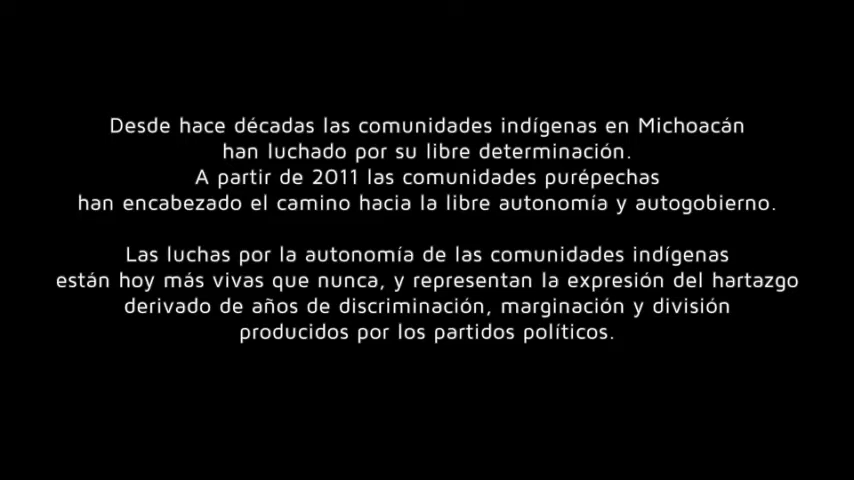 Desde hace décadas las comunidades indígenas en Michoacán
han luchado por su libre determinación.
A partir de 2011 las comunidades purépechas
han encabezado el camino hacia la libre autonomía y autogobierno.
Las luchas por la autonomía de las comunidades indígenas
están hoy más vivas que nunca, y representan la expresión del hartazgo
derivado de años de discriminación, marginación y división
producidos por los partidos políticos.